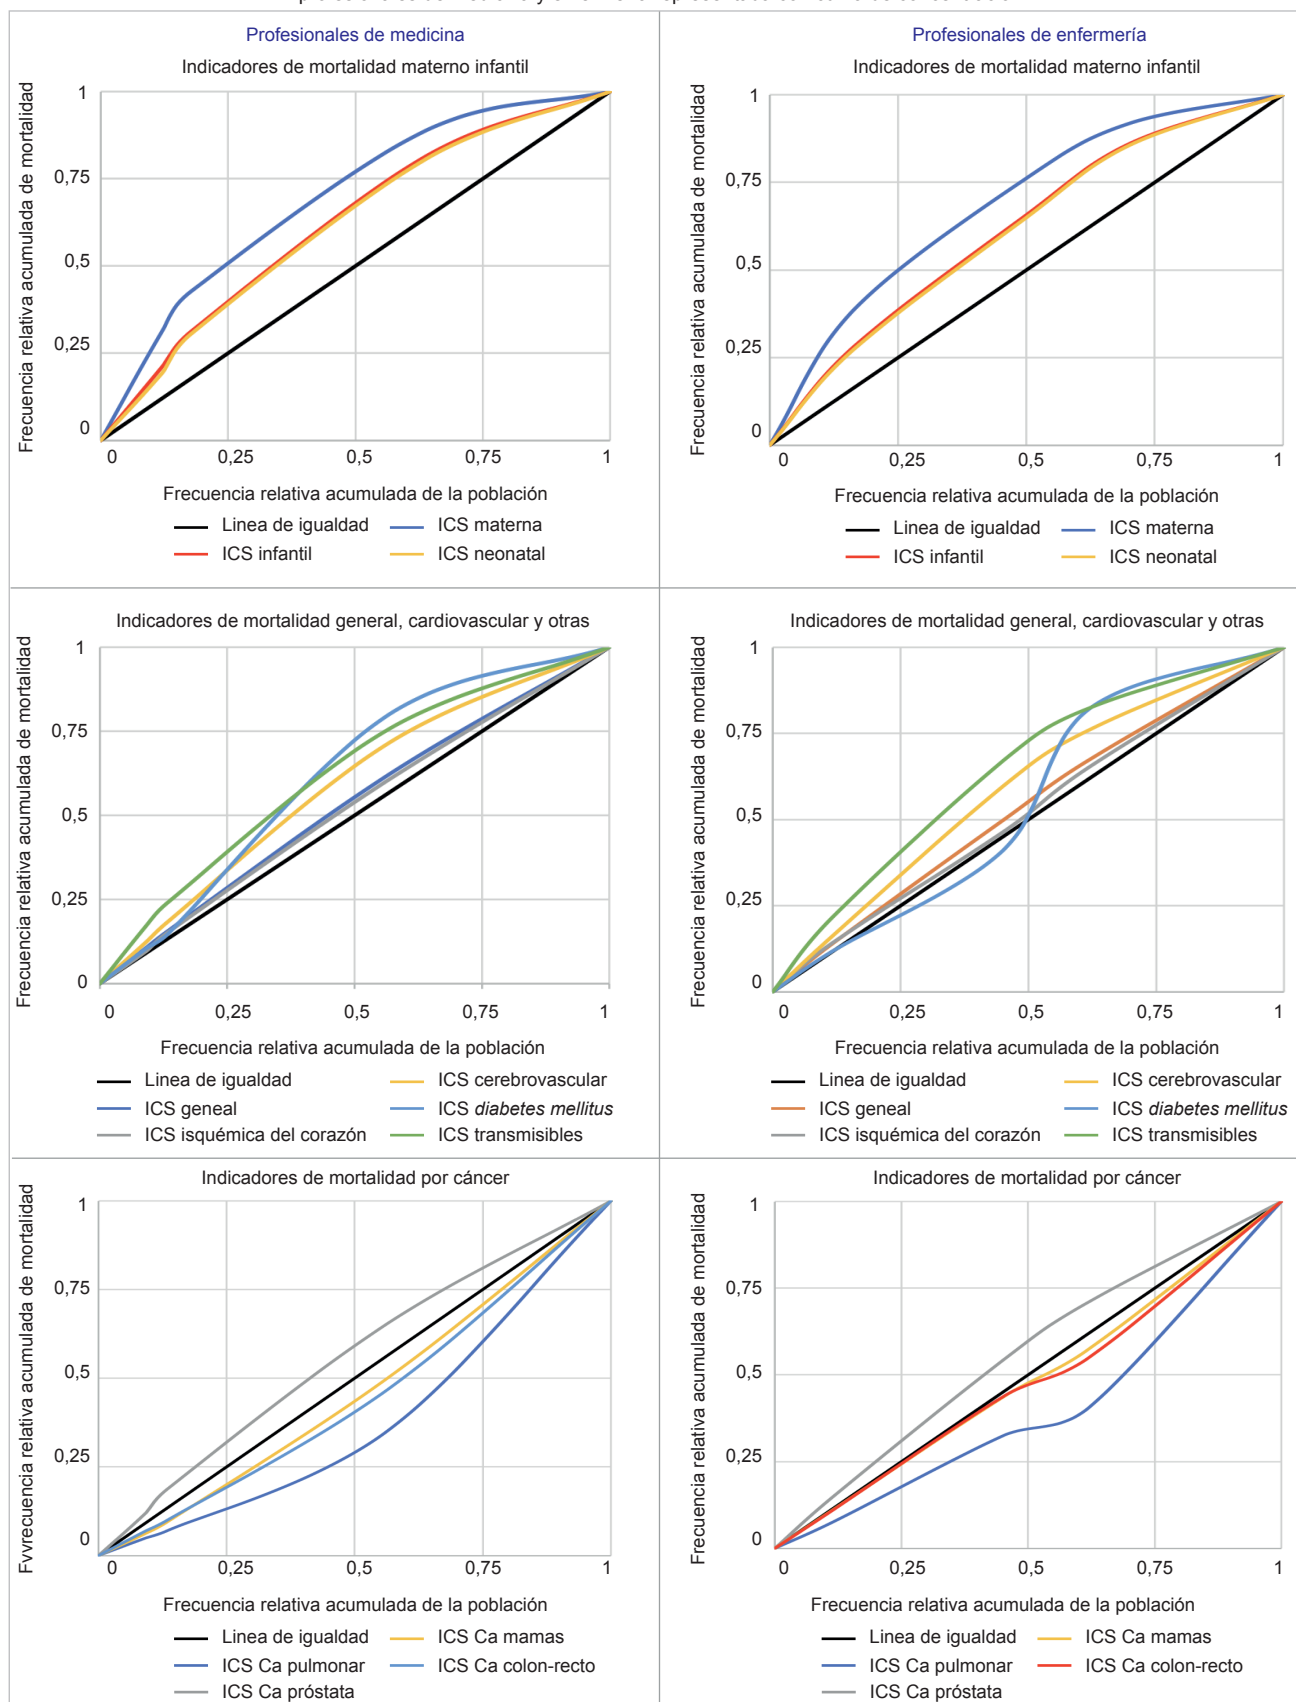 Profesionales de medicina
Indicadores de mortalidad materno infantil
Frecuencia relativa acumulada de mortalidad
1
0,75
0,5
0,25
0
0 0,25 0,5 0,75 1
Frecuencia relativa acumulada de la población
Linea de igualdad ICS materna
ICS infantil ICS neonatal
Profesionales de enfermería
Indicadores de mortalidad materno infantil
Frecuencia relativa acumulada de mortalidad
1
0,75
0,5
0,25
0
0 0,25 0,5 0,75 1
Frecuencia relativa acumulada de la población
Linea de igualdad ICS materna
ICS infantil ICS neonatal
Indicadores de mortalidad general, cardiovascular y otras
Frecuencia relativa acumulada de mortalidad
1
0,75
0,5
0,25
0
0 0,25 0,5 0,75 1
Frecuencia relativa acumulada de la población
Linea de igualdad ICS cerebrovascular
ICS geneal ICS diabetes mellitus
ICS isquémica del corazón ICS transmisibles
Indicadores de mortalidad general, cardiovascular y otras
Frecuencia relativa acumulada de mortalidad
1
0,75
0,5
0,25
0
0 0,25 0,5 0,75 1
Frecuencia relativa acumulada de la población
Linea de igualdad ICS cerebrovascular
ICS geneal ICS diabetes mellitus
ICS isquémica del corazón ICS transmisibles
Indicadores de mortalidad por cáncer
Fvvrecuencia relativa acumulada de mortalidad
1
0,75
0,5
0,25
0
0 0,25 0,5 0,75 1
Frecuencia relativa acumulada de la población
Linea de igualdad ICS Ca mamas
ICS Ca pulmonar ICS Ca colon-recto
ICS Ca próstata
Indicadores de mortalidad por cáncer
Frecuencia relativa acumulada de mortalidad
1
0,75
0,5
0,25
0
0 0,25 0,5 0,75 1
Frecuencia relativa acumulada de la población
Linea de igualdad ICS Ca mamas
ICS Ca pulmonar ICS Ca colon-recto
ICS Ca próstata